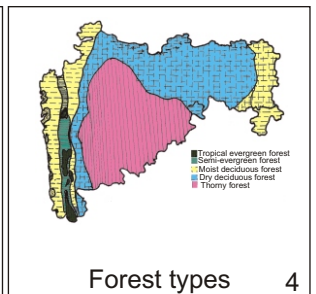 Tropical evergreen forest
Semi-evergreen forest
Moist deciduous forest
Dry deciduous forest
Thorny forest
Forest types 4